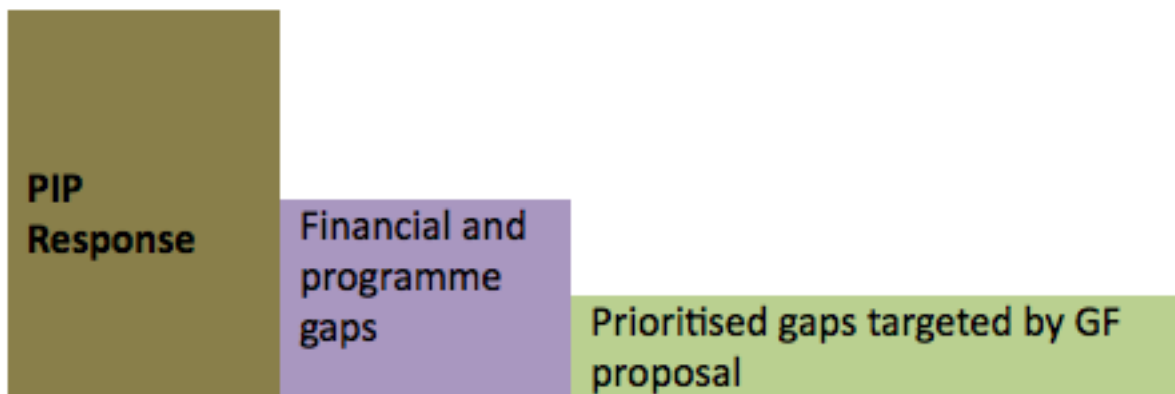 PIP
Response
Financial and
programme
gaps
Prioritised gaps targeted by GF
proposal